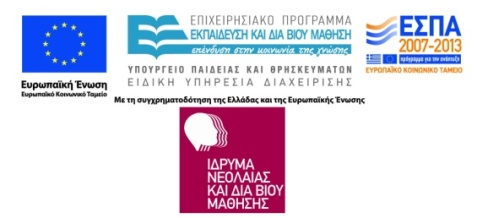 Ευρωπαϊκή Ένωση
Ευρωπαϊκό Κοινωνικό Ταμείο
ΕΠΙΧΕΙΡΗΣΙΑΚΟ ΠΡΟΓΡΑΜΜΑ
ΕΚΠΑΙΔΕΥΣΗ ΚΑΙ ΔΙΑ ΒΙΟΥ ΜΑΘΗΣΗ
επένδυση στην κοινωνία της γνώσης
ΥΠΟΥΡΓΕΙΟ ΠΑΙΔΕΙΑΣ ΚΑΙ ΘΡΗΣΚΕΥΜΑΤΩΝ
ΕΙΔΙΚΗ ΥΠΗΡΕΣΙΑ ΔΙΑΧΕΙΡΙΣΗΣ
Με τη συγχρηματοδότηση της Ελλάδας και της Ευρωπαϊκής Ένωσης
ΕΣΠΑ
2007-2013
πρόγραμμα για την ανάπτυξη
ΕΥΡΩΠΑΪΚΟ ΚΟΙΝΩΝΙΚΟ ΤΑΜΕΙΟ
ΙΔΡΥΜΑ
ΝΕΟΛΑΙΑΣ
ΚΑΙ ΔΙΑ ΒΙΟΥ
ΜΑΘΗΣΗΣ